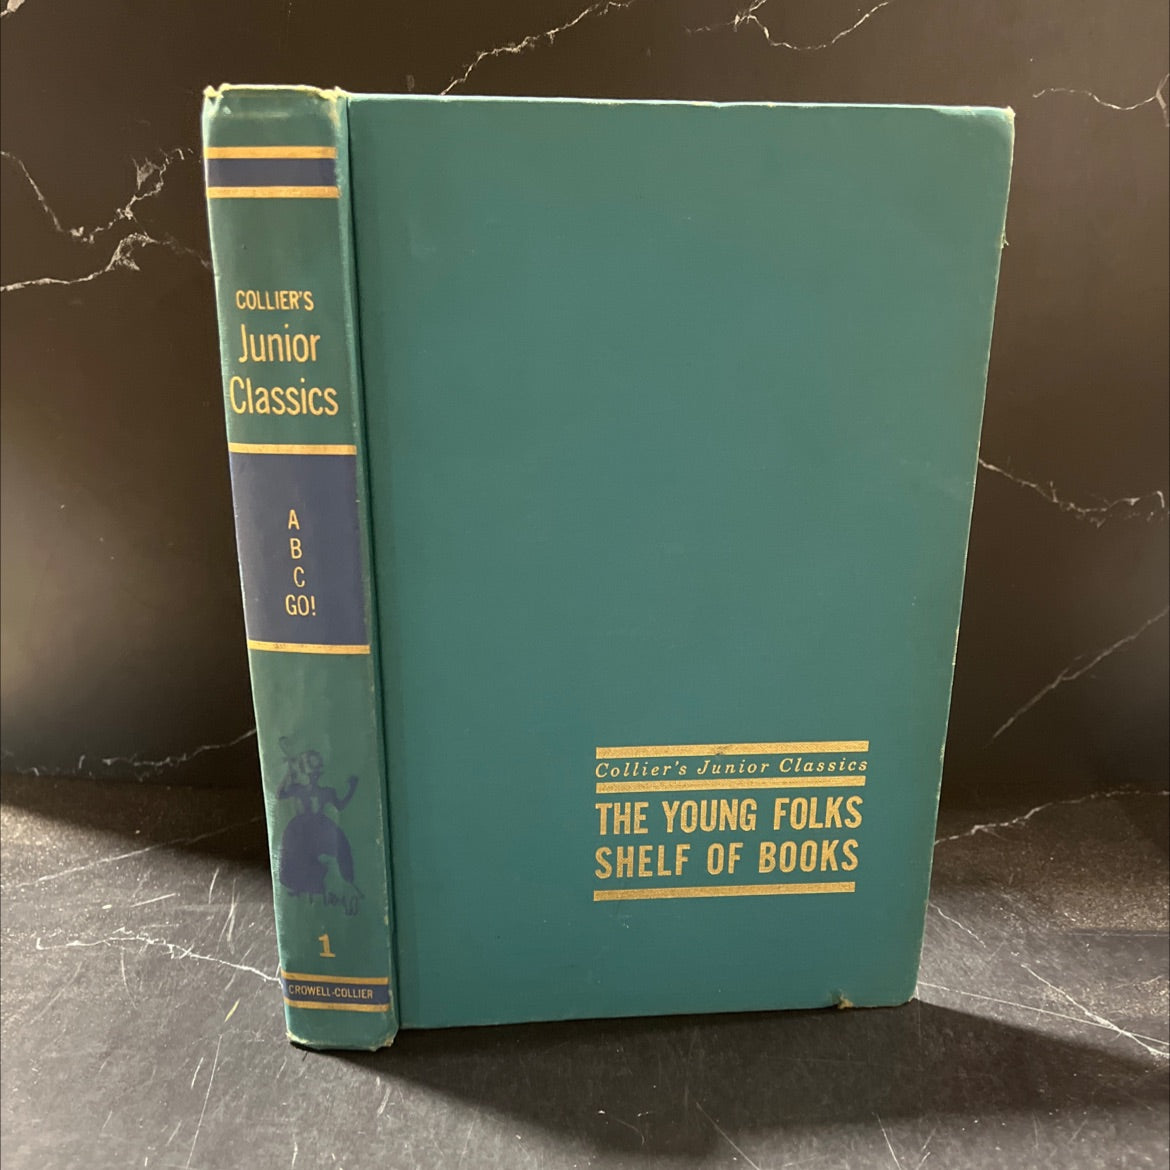 COLLIER'S
Junior
Classics
A
B
C
GO!
1
CROWELL-COLLIER
Collier's Junior Classics
THE YOUNG FOLKS
SHELF OF BOOKS